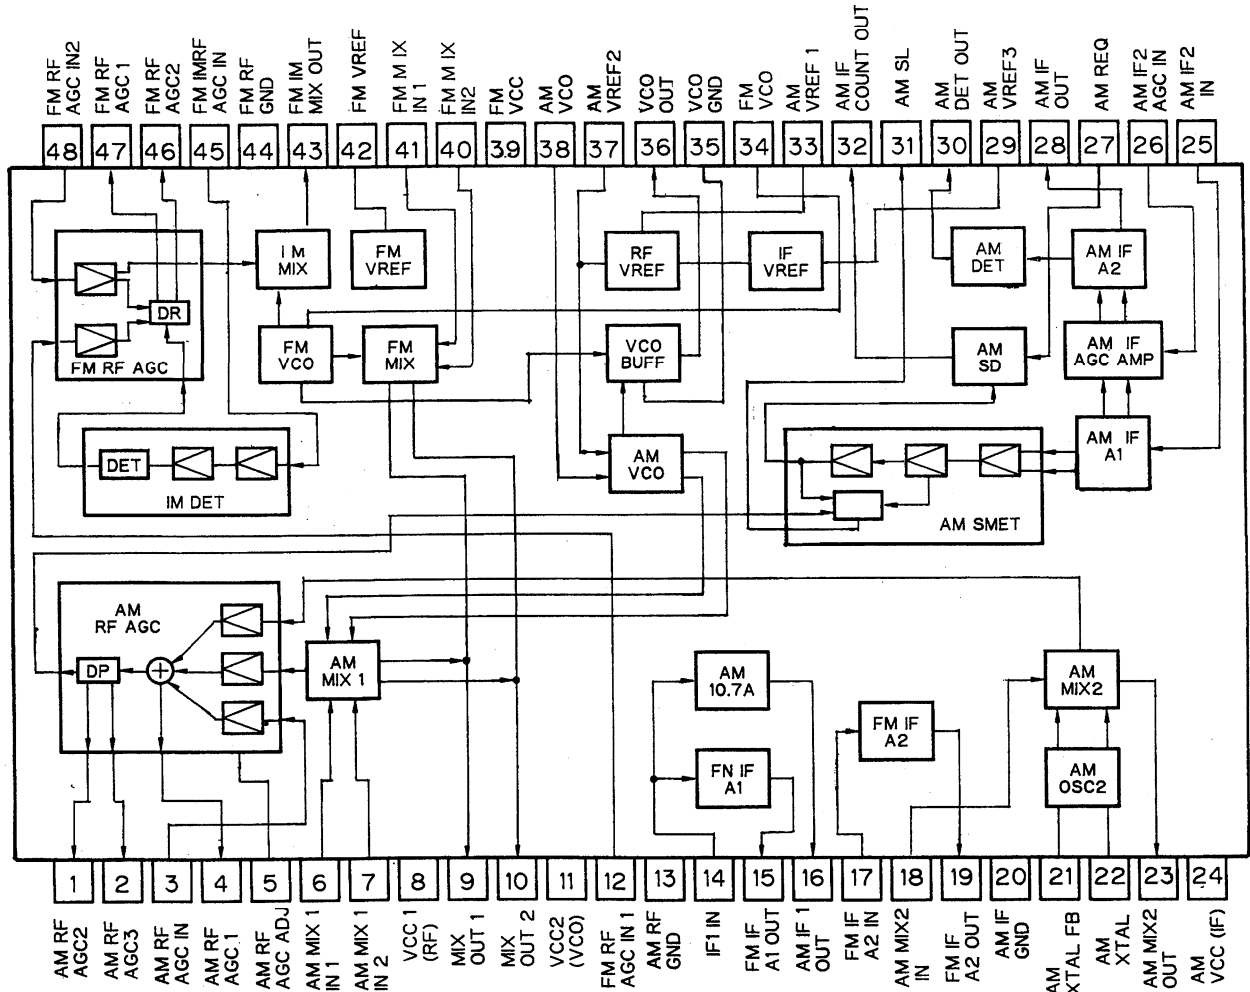 FM RF
AGC IN2
FM RF
AGC 1
FM RF
AGC2
FM IMRF
AGC IN
FM RF
GND
FM IM
MIX OUT
FM VREF
FM M IX
IN 1
FM M IX
IN2
FM
VCC
AM
VCO
AM
VREF2
VCO
OUT
VCO
GND
FM
VCO
AM
VREF 1
AM IF
COUNT OUT
AM SL
AM
DET OUT
AM
VREF3
AM IF
OUT
AM REQ
AM IF2
AGC IN
AM IF2
IN
48 47 46 45 44 43 42 41 40 39 38 37 36 35 34 33 32 31 30 29 28 27 26 25
DR
FM RF AGC
I M
MIX
FM
VREF
RF
VREF
IF
VREF
AM
DET
AM IF
A2
FM
VCO
FM
MIX
VCO
BUFF
AM
SD
AM IF
AGC AMP
DET
IM DET
AM
VCO
AM SMET
AM IF
A1
AM
RF AGC
DP
+
AM
MIX 1
AM
10.7A
FN IF
A1
FM IF
A2
AM
MIX2
AM
OSC2
1 2 3 4 5 6 7 8 9 10 11 12 13 14 15 16 17 18 19 20 21 22 23 24
AM RF
AGC2
AM RF
AGC3
AM RF
AGC IN
AM RF
AGC 1
AM RF
AGC ADJ
AM MIX 1
IN 1
AM MIX 1
IN 2
VCC 1
(RF)
MIX
OUT 1
MIX
OUT 2
VCC2
(VCO)
FM RF
AGC IN 1
AM RF
GND
IF1 IN
FM IF
A1 OUT
AM IF 1
OUT
FM IF
A2 IN
AM MIX2
IN
FM IF
A2 OUT
AM IF
GND
AM
XTAL FB
AM
XTAL
AM MIX2
OUT
AM
VCC (IF)